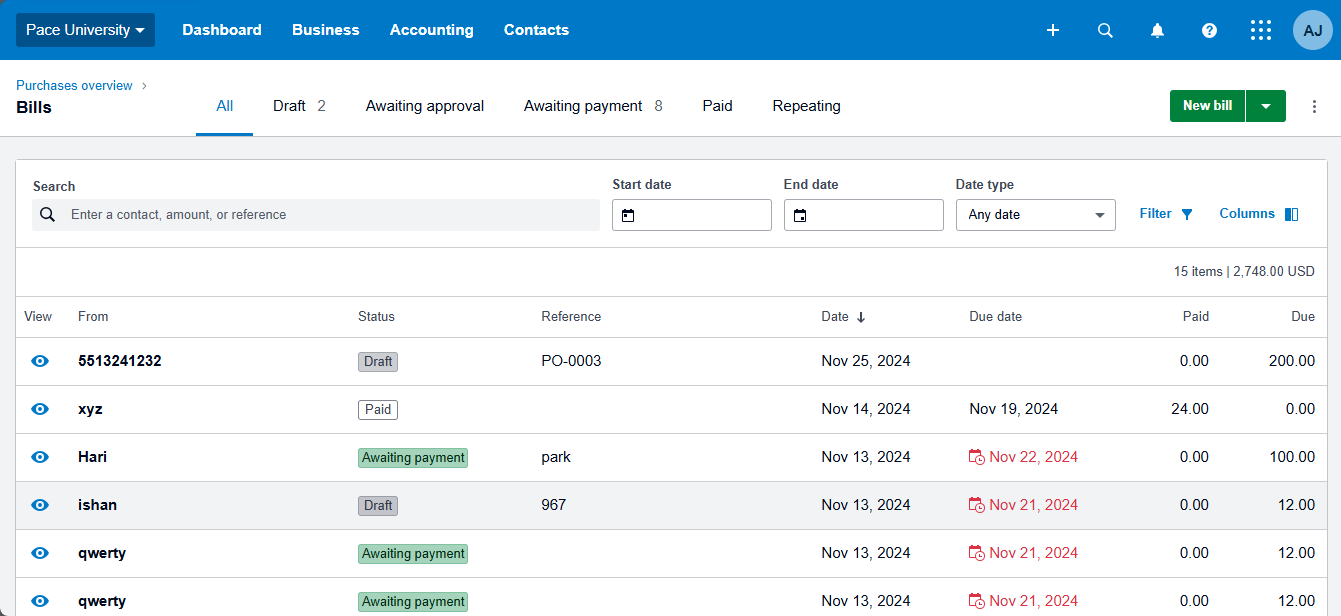 Pace University Dashboard Business Accounting Contacts AJ
Purchases overview
Bills
All Draft 2 Awaiting approval Awaiting payment 8 Paid Repeating New bill
Search Start date End date Date type
Enter a contact, amount, or reference Any date Filter Columns
15 items | 2,748.00 USD
View From Status Reference Date Due date Paid Due
5513241232 Draft PO-0003 Nov 25, 2024 0.00 200.00
xyz Paid Nov 14, 2024 Nov 19, 2024 24.00 0.00
Hari Awaiting payment park Nov 13, 2024 Nov 22, 2024 0.00 100.00
ishan Draft 967 Nov 13, 2024 Nov 21, 2024 0.00 12.00
qwerty Awaiting payment Nov 13, 2024 Nov 21, 2024 0.00 12.00
qwerty Awaiting payment Nov 13, 2024 Nov 21, 2024 0.00 12.00